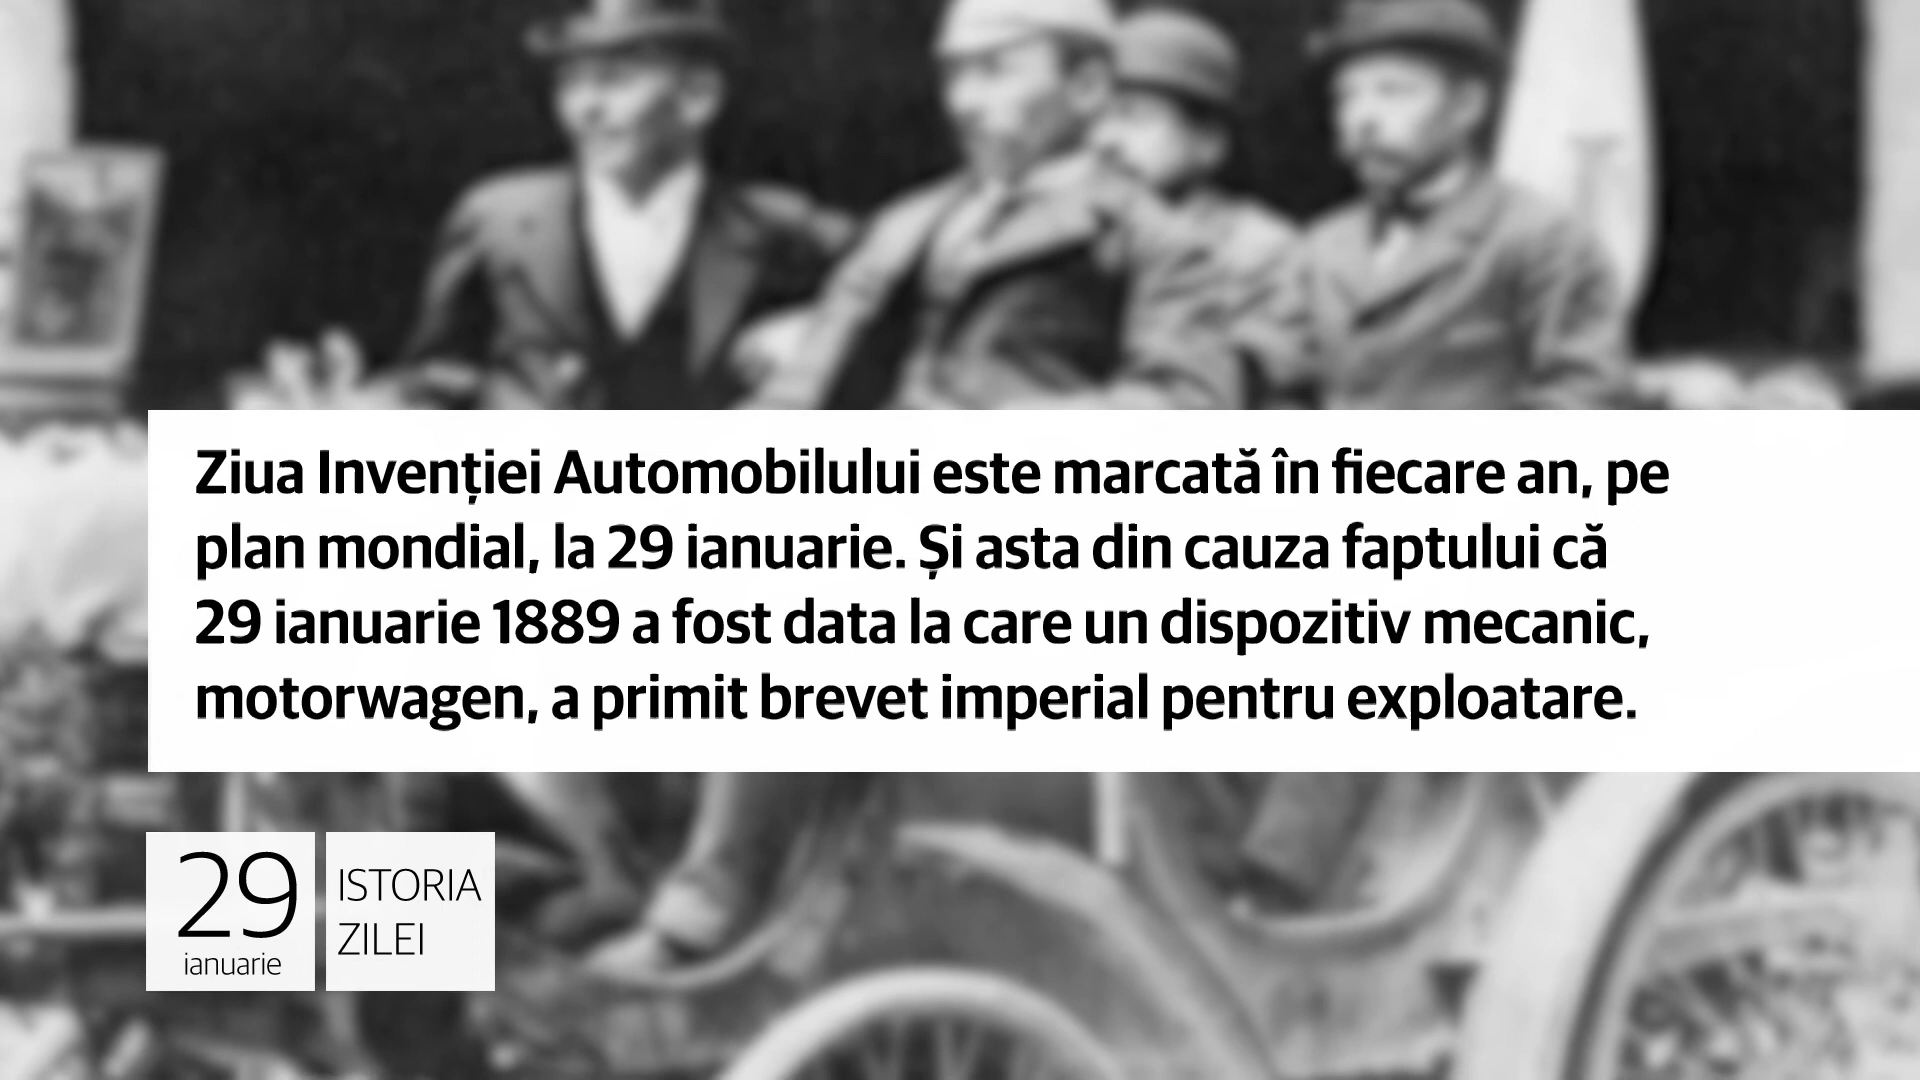 Ziua Invenției Automobilului este marcată în fiecare an, pe
plan mondial, la 29 ianuarie. Și asta din cauza faptului că
29 ianuarie 1889 a fost data la care un dispozitiv mecanic,
motorwagen, a primit brevet imperial pentru exploatare.
29
ianuarie
ISTORIA
ZILEI